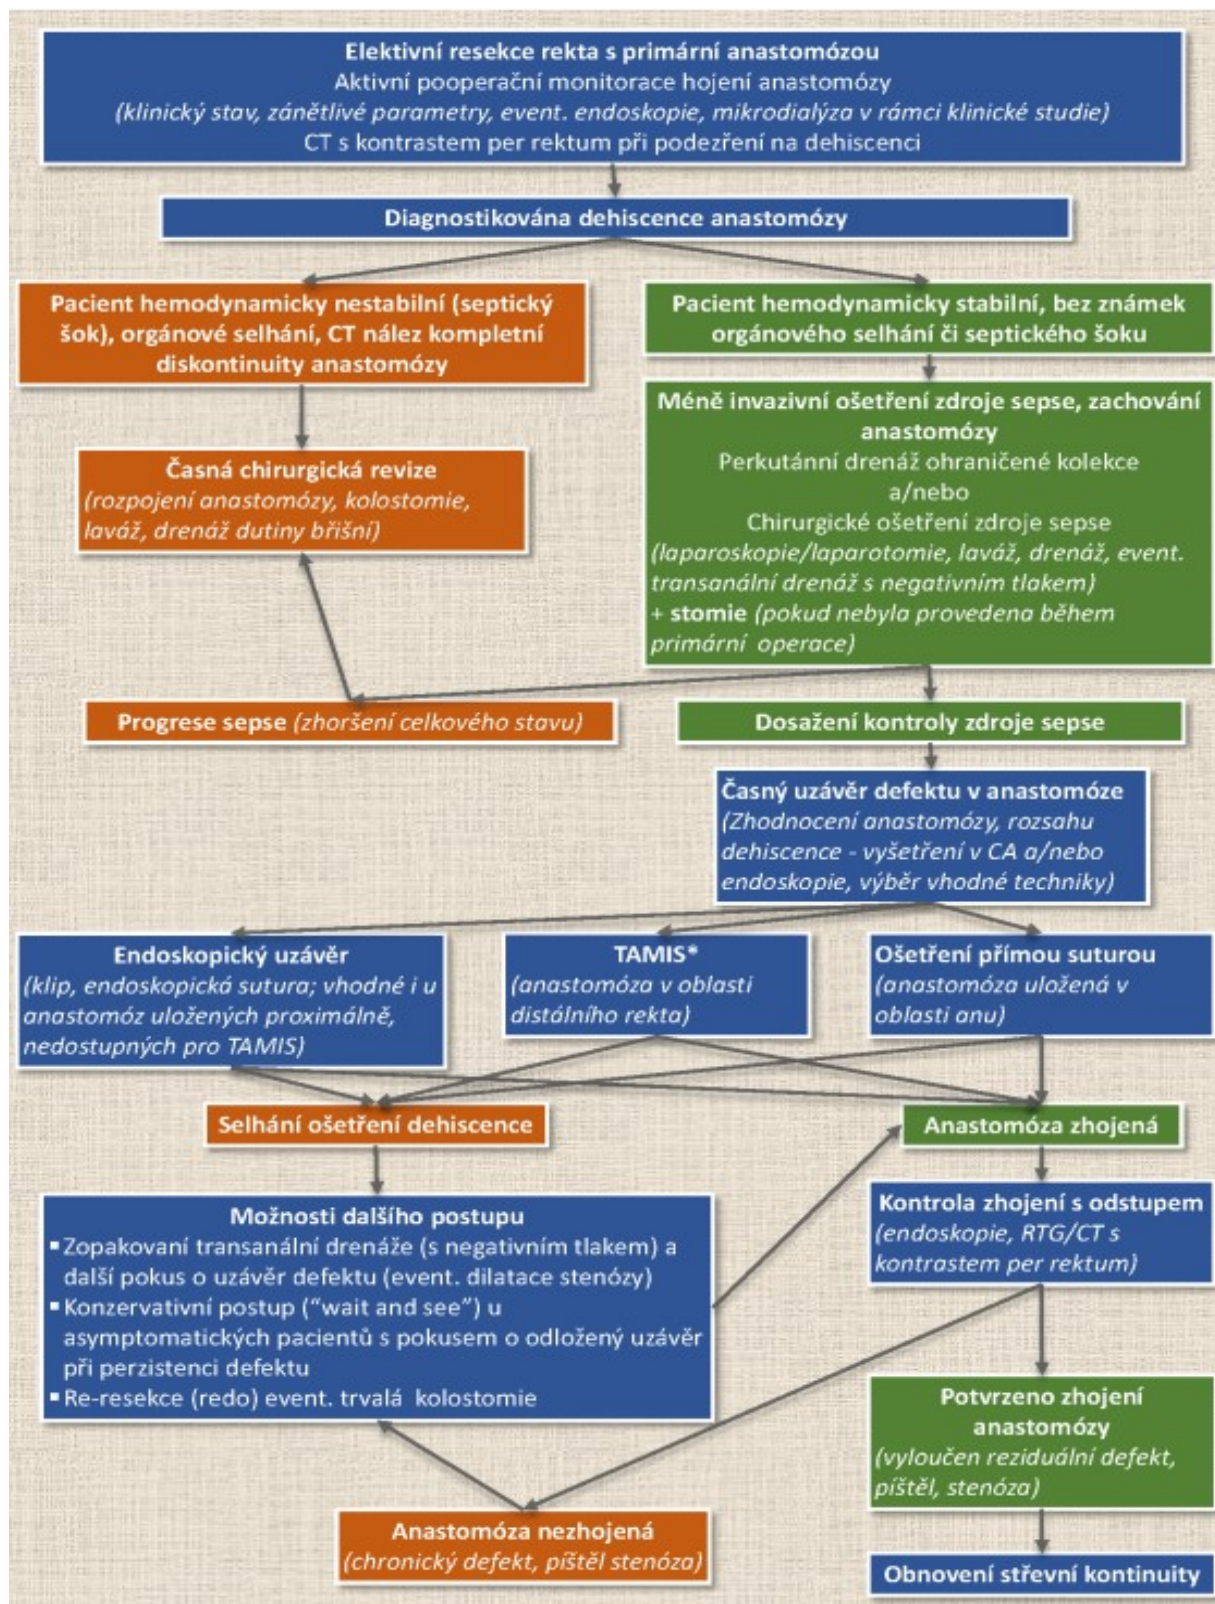 Elektivní resekce rekta s primární anastomózou
Aktivní pooperační monitorace hojení anastomózy
(klinický stav, zánětlivé parametry, event. endoskopie, mikrodialýza v rámci klinické studie)
CT s kontrastem per rektum při podezření na dehiscenci
Diagnostikována dehiscence anastomózy
Pacient hemodynamicky nestabilní (septický
šok), orgánové selhání, CT nález kompletní
diskontinuity anastomózy
Pacient hemodynamicky stabilní, bez známek
orgánového selhání či septického šoku
Časná chirurgická revize
(rozpojení anastomózy, kolostomie,
laváž, drenáž dutiny břišní)
Méně invazivní ošetření zdroje sepse, zachování
anastomózy
Perkutánní drenáž ohraničené kolekce
a/nebo
Chirurgické ošetření zdroje sepse
(laparoskopie/laparotomie, laváž, drenáž, event.
transanální drenáž s negativním tlakem)
+ stomie (pokud nebyla provedena během
primární operace)
Progrese sepse (zhoršení celkového stavu)
Dosažení kontroly zdroje sepse
Časný uzávěr defektu v anastomóze
(Zhodnocení anastomózy, rozsahu
dehiscence - vyšetření v CA a/nebo
endoskopie, výběr vhodné techniky)
Endoskopický uzávěr
(klip, endoskopická sutura; vhodné i u
anastomóz uložených proximálně,
nedostupných pro TAMIS)
TAMIS*
(anastomóza v oblasti
distálního rekta)
Ošetření přímou suturou
(anastomóza uložená v
oblasti anu)
Selhání ošetření dehiscence
Anastomóza zhojená
Možnosti dalšího postupu
▪ Zopakovaní transanální drenáže (s negativním tlakem) a
další pokus o uzávěr defektu (event. dilatace stenózy)
▪ Konzervativní postup (“wait and see”) u
asymptomatických pacientů s pokusem o odložený uzávěr
při perzistenci defektu
▪ Re-resekce (redo) event. trvalá kolostomie
Kontrola zhojení s odstupem
(endoskopie, RTG/CT s
kontrastem per rektum)
Potvrzeno zhojení
anastomózy
(vyloučen reziduální defekt,
píštěl, stenóza)
Anastomóza nezhojená
(chronický defekt, píštěl stenóza)
Obnovení střevní kontinuity